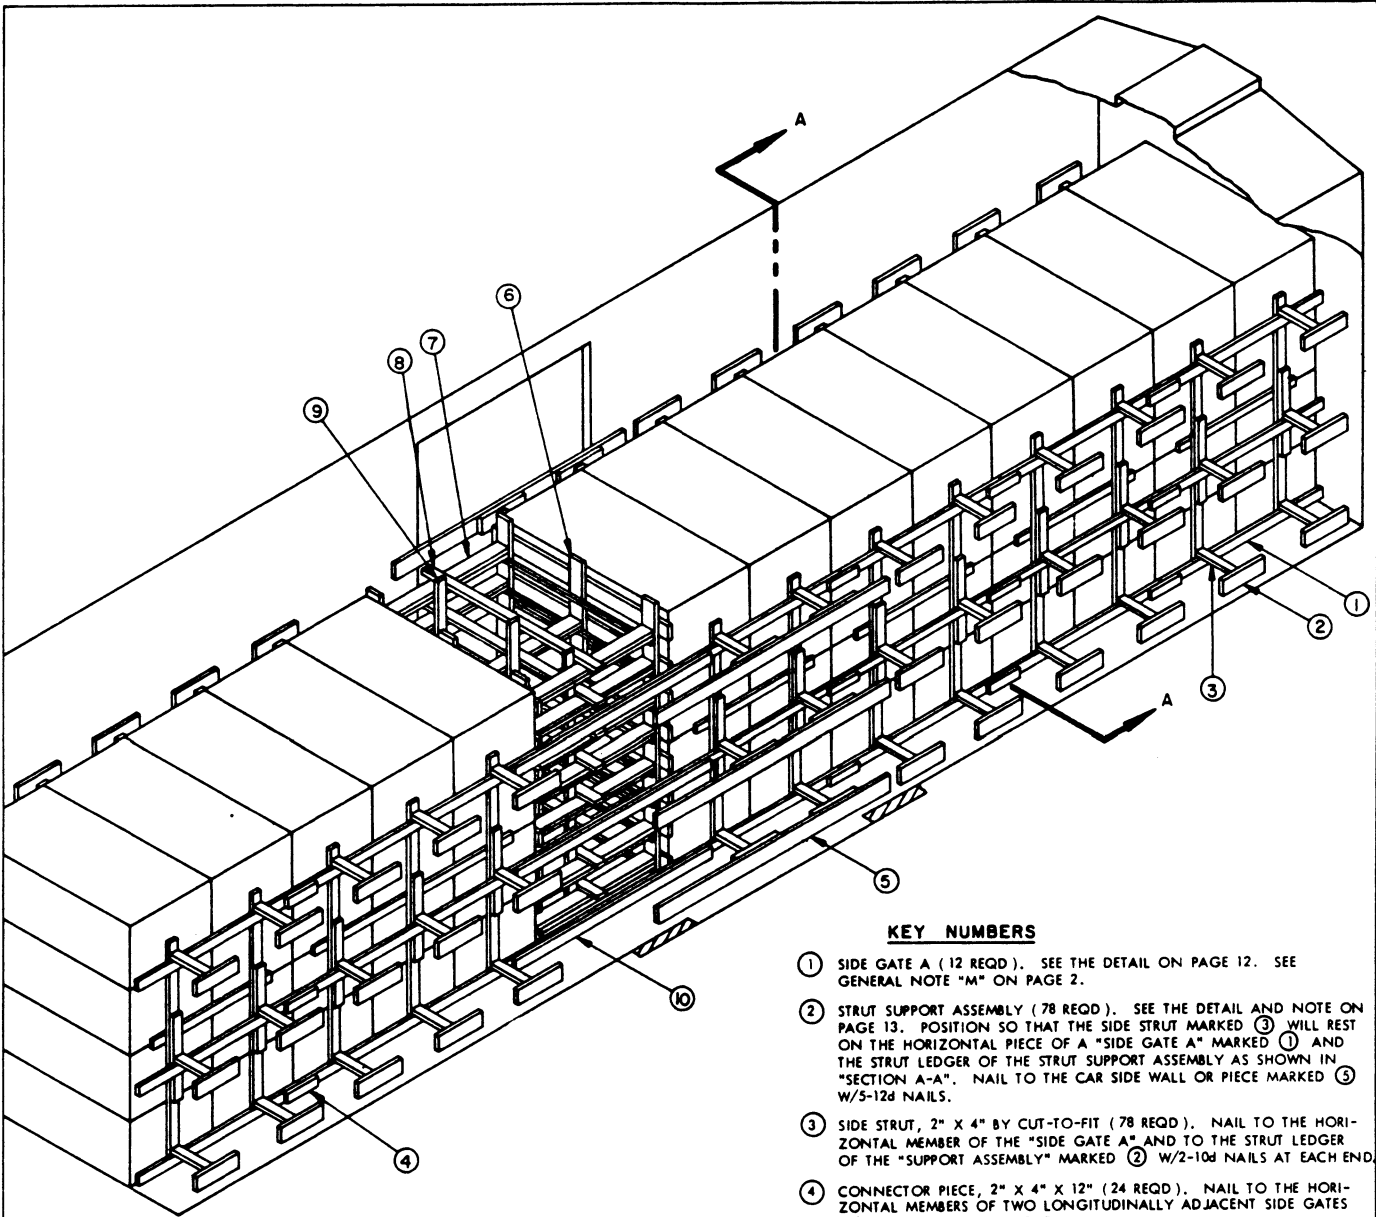 A
6
7
8
9
1
2
3
A
5
10
4
KEY NUMBERS
① SIDE GATE A (12 REQD). SEE THE DETAIL ON PAGE 12. SEE
GENERAL NOTE "M" ON PAGE 2.
② STRUT SUPPORT ASSEMBLY (78 REQD). SEE THE DETAIL AND NOTE ON
PAGE 13. POSITION SO THAT THE SIDE STRUT MARKED ③ WILL REST
ON THE HORIZONTAL PIECE OF A "SIDE GATE A" MARKED ① AND
THE STRUT LEDGER OF THE STRUT SUPPORT ASSEMBLY AS SHOWN IN
"SECTION A-A". NAIL TO THE CAR SIDE WALL OR PIECE MARKED ⑤
W/5-12d NAILS.
③ SIDE STRUT, 2" X 4" BY CUT-TO-FIT (78 REQD). NAIL TO THE HORI-
ZONTAL MEMBER OF THE "SIDE GATE A" AND TO THE STRUT LEDGER
OF THE "SUPPORT ASSEMBLY" MARKED ② W/2-10d NAILS AT EACH END.
④ CONNECTOR PIECE, 2" X 4" X 12" (24 REQD). NAIL TO THE HORI-
ZONTAL MEMBERS OF TWO LONGITUDINALLY ADJACENT SIDE GATES